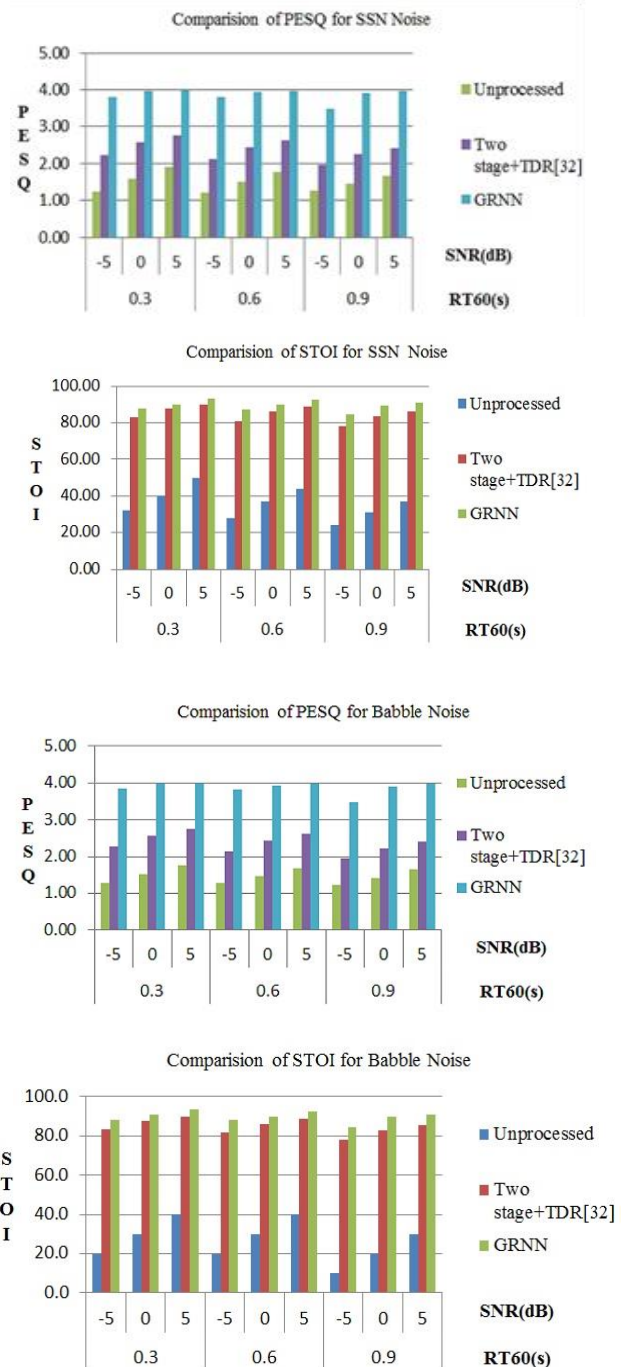 Comparision of PESQ for SSN Noise
5.00
4.00
3.00
2.00
1.00
0.00
P
E
S
Q
Unprocessed
Two
stage+TDR[32]
GRNN
-5 0 5 -5 0 5 -5 0 5
SNR(dB)
0.3 0.6 0.9
RT60(s)
Comparision of STOI for SSN Noise
100.00
80.00
60.00
40.00
20.00
0.00
S
T
O
I
Unprocessed
Two
stage+TDR[32]
GRNN
-5 0 5 -5 0 5 -5 0 5
SNR(dB)
0.3 0.6 0.9
RT60(s)
Comparision of PESQ for Babble Noise
5.00
4.00
3.00
2.00
1.00
0.00
P
E
S
Q
Unprocessed
Two
stage+TDR[32]
GRNN
-5 0 5 -5 0 5 -5 0 5
SNR(dB)
0.3 0.6 0.9
RT60(s)
Comparision of STOI for Babble Noise
100.0
80.0
60.0
40.0
20.0
0.0
S
T
O
I
Unprocessed
Two
stage+TDR[32]
GRNN
-5 0 5 -5 0 5 -5 0 5
SNR(dB)
0.3 0.6 0.9
RT60(s)